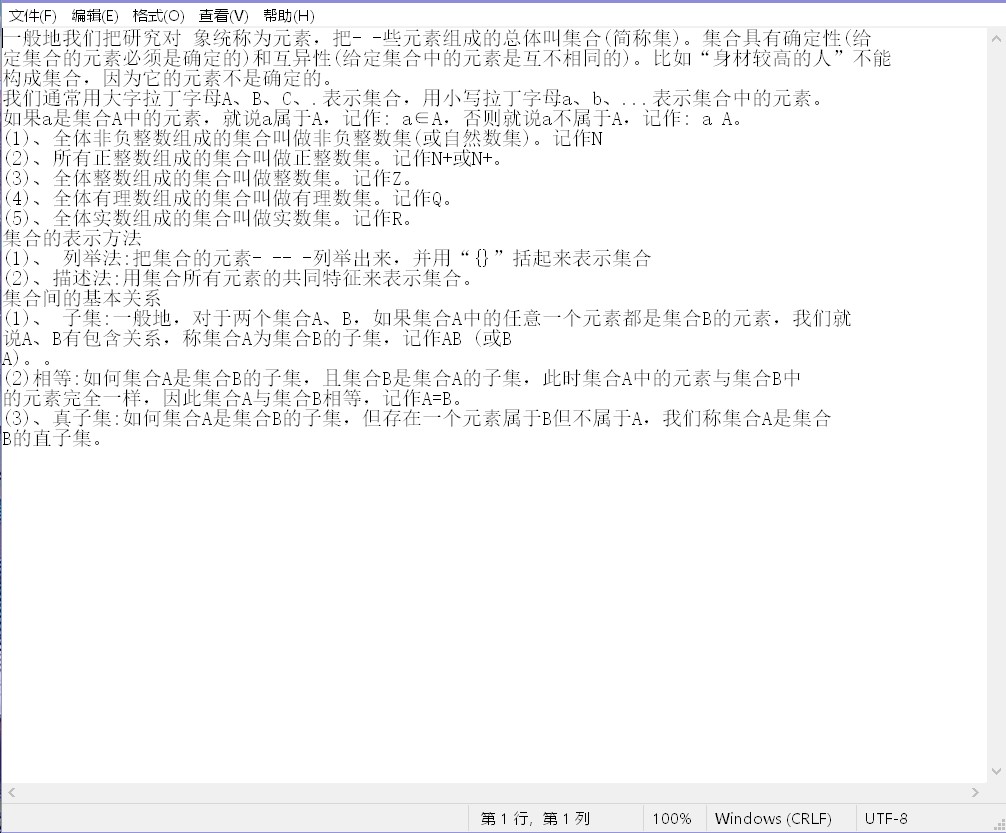 文件(F) 编辑(E) 格式(O) 查看(V) 帮助(H)
一般地我们把研究对 象统称为元素，把- -些元素组成的总体叫集合(简称集)。集合具有确定性(给
定集合的元素必须是确定的)和互异性(给定集合中的元素是互不相同的)。比如“身材较高的人”不能
构成集合，因为它的元素不是确定的。
我们通常用大字拉丁字母A、B、C、.表示集合，用小写拉丁字母a、b、...表示集合中的元素。
如果a是集合A中的元素，就说a属于A，记作: a∈A，否则就说a不属于A，记作: a A。
(1)、全体非负整数组成的集合叫做非负整数集(或自然数集)。记作N
(2)、所有正整数组成的集合叫做正整数集。记作N+或N+。
(3)、全体整数组成的集合叫做整数集。记作Z。
(4)、全体有理数组成的集合叫做有理数集。记作Q。
(5)、全体实数组成的集合叫做实数集。记作R。
集合的表示方法
(1)、 列举法:把集合的元素- -- -列举出来，并用“{}”括起来表示集合
(2)、描述法:用集合所有元素的共同特征来表示集合。
集合间的基本关系
(1)、 子集:一般地，对于两个集合A、B，如果集合A中的任意一个元素都是集合B的元素，我们就
说A、B有包含关系，称集合A为集合B的子集，记作AB (或B
A)。。
(2)相等:如何集合A是集合B的子集，且集合B是集合A的子集，此时集合A中的元素与集合B中
的元素完全一样，因此集合A与集合B相等，记作A=B。
(3)、真子集:如何集合A是集合B的子集，但存在一个元素属于B但不属于A，我们称集合A是集合
B的直子集。
第 1 行, 第 1 列 100% Windows (CRLF) UTF-8